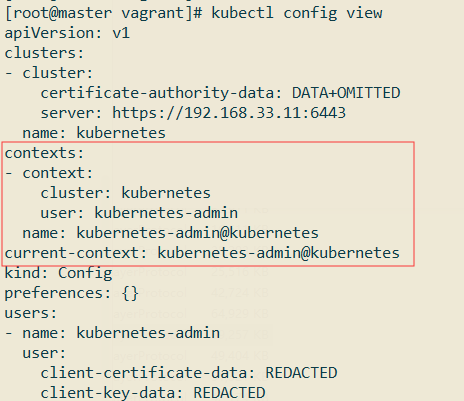 [root@master vagrant]# kubectl config view
apiVersion: v1
clusters:
- cluster:
    certificate-authority-data: DATA+OMITTED
    server: https://192.168.33.11:6443
  name: kubernetes
contexts:
- context:
    cluster: kubernetes
    user: kubernetes-admin
  name: kubernetes-admin@kubernetes
current-context: kubernetes-admin@kubernetes
kind: Config
preferences: {}
users:
- name: kubernetes-admin
  user:
    client-certificate-data: REDACTED
    client-key-data: REDACTED